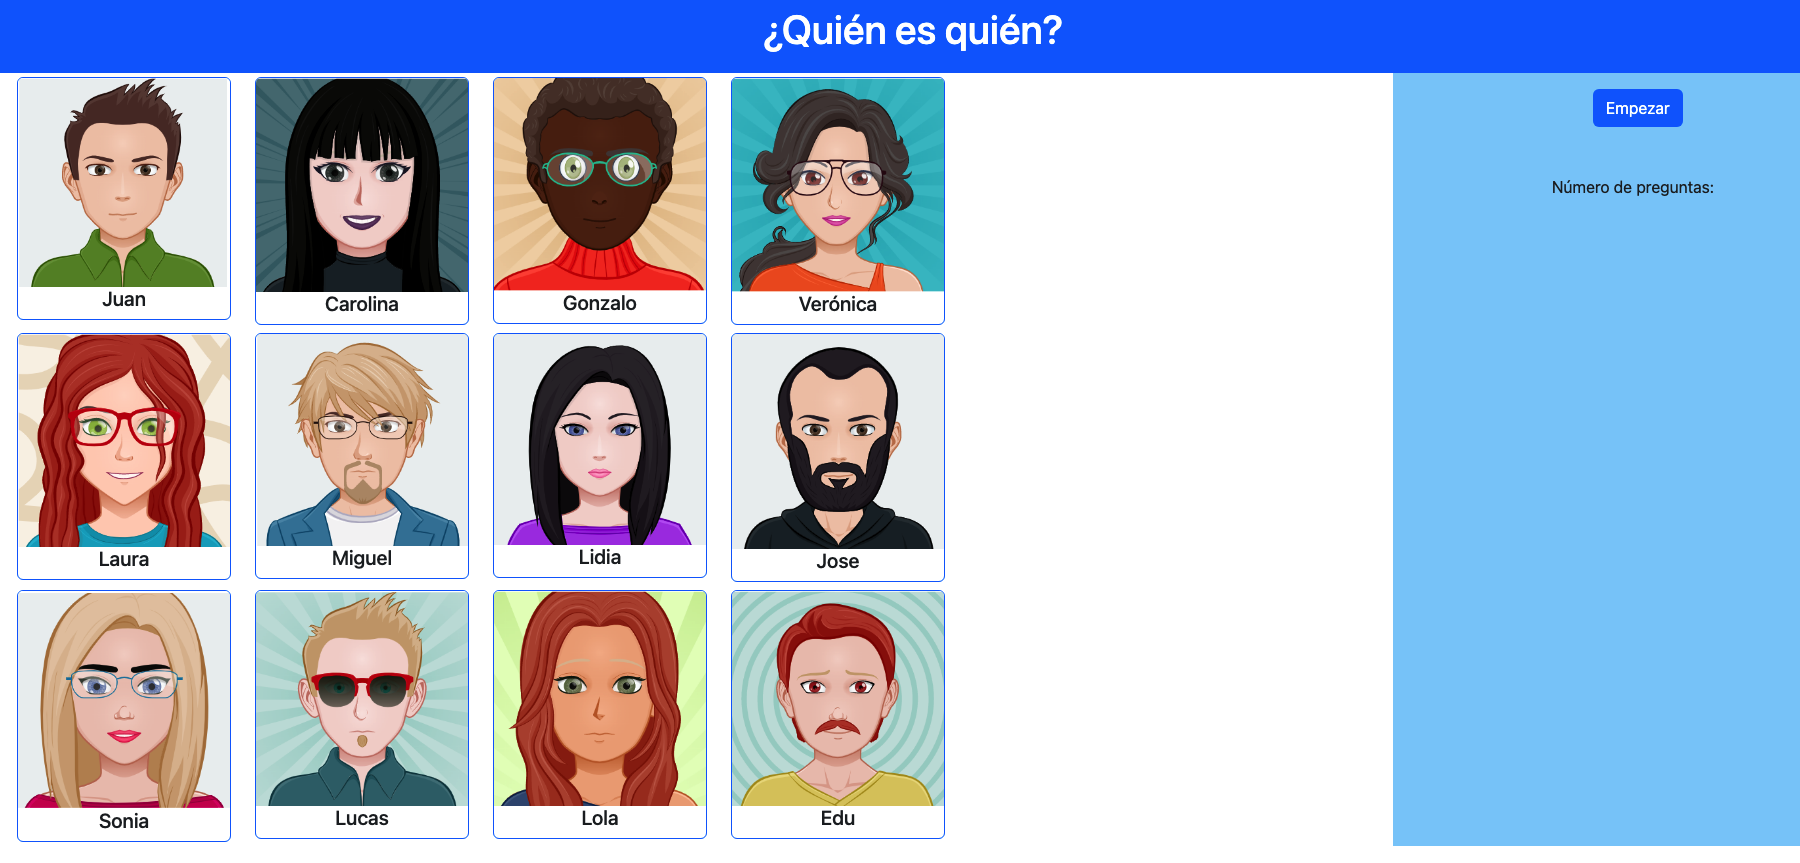 ¿Quién es quién?
Juan
Carolina
Gonzalo
Verónica
Laura
Miguel
Lidia
Jose
Sonia
Lucas
Lola
Edu
Empezar
Número de preguntas: